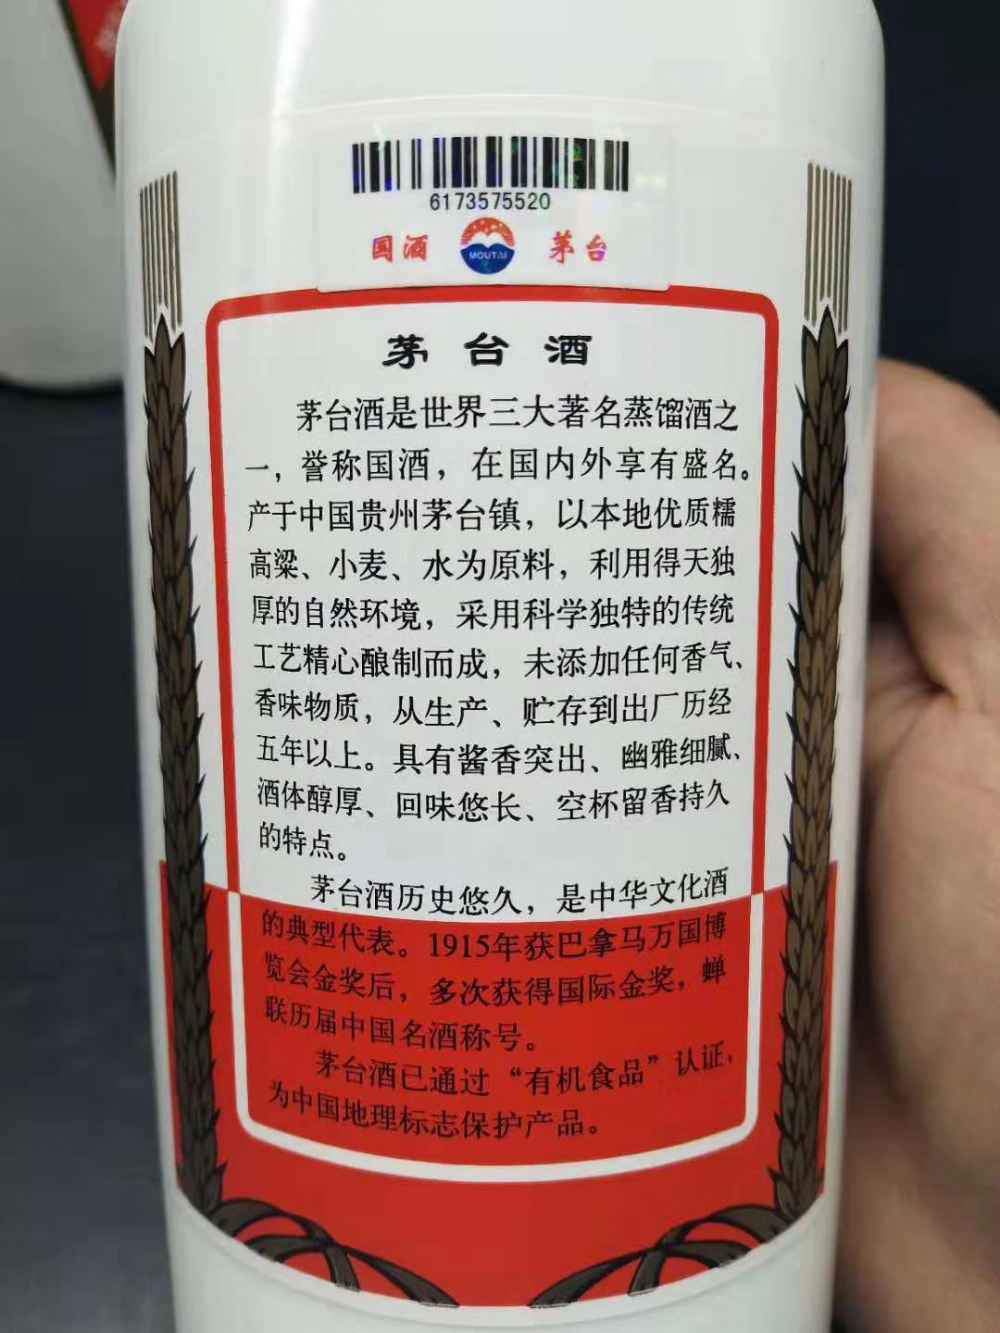 6173575520
国酒 MOUTAI 茅台
茅台酒
茅台酒是世界三大著名蒸馏酒之
一，誉称国酒，在国内外享有盛名。
产于中国贵州茅台镇，以本地优质糯
高粱、小麦、水为原料，利用得天独
厚的自然环境，采用科学独特的传统
工艺精心酿制而成，未添加任何香气、
香味物质，从生产、贮存到出厂历经
五年以上。具有酱香突出、幽雅细腻、
酒体醇厚、回味悠长、空杯留香持久
的特点。
茅台酒历史悠久，是中华文化酒
的典型代表。1915年获巴拿马万国博
览会金奖后，多次获得国际金奖，蝉
联历届中国名酒称号。
茅台酒已通过“有机食品”认证，
为中国地理标志保护产品。